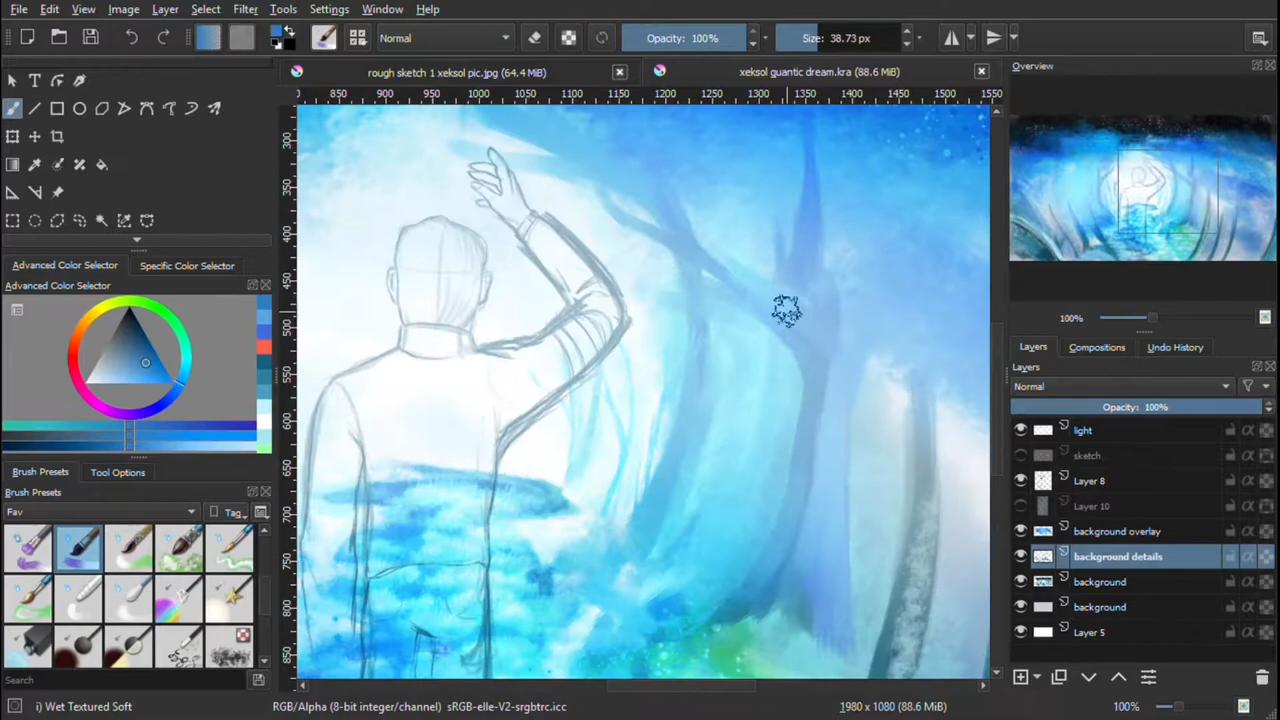 File Edit View Image Layer Select Filter Tools Settings Window Help
Normal Opacity: 100% Size: 38.73 px
rough sketch 1 xeksol pic.jpg (64.4 MiB) xeksol guantic dream.kra (88.6 MiB)
850 900 950 1000 1050 1100 1150 1200 1250 1300 1350 1400 1450 1500 1550
300
350
400
450
500
550
600
650
700
750
800
850
Advanced Color Selector Specific Color Selector
Advanced Color Selector
Brush Presets Tool Options
Brush Presets
Fav Tag
Search
Overview
100%
Layers Compositions Undo History
Layers
Normal
Opacity: 100%
light
sketch
Layer 8
Layer 10
background overlay
background details
background
background
Layer 5
i) Wet Textured Soft RGB/Alpha (8-bit integer/channel) sRGB-elle-V2-srgbtrc.icc 1980 x 1080 (88.6 MiB) 100%